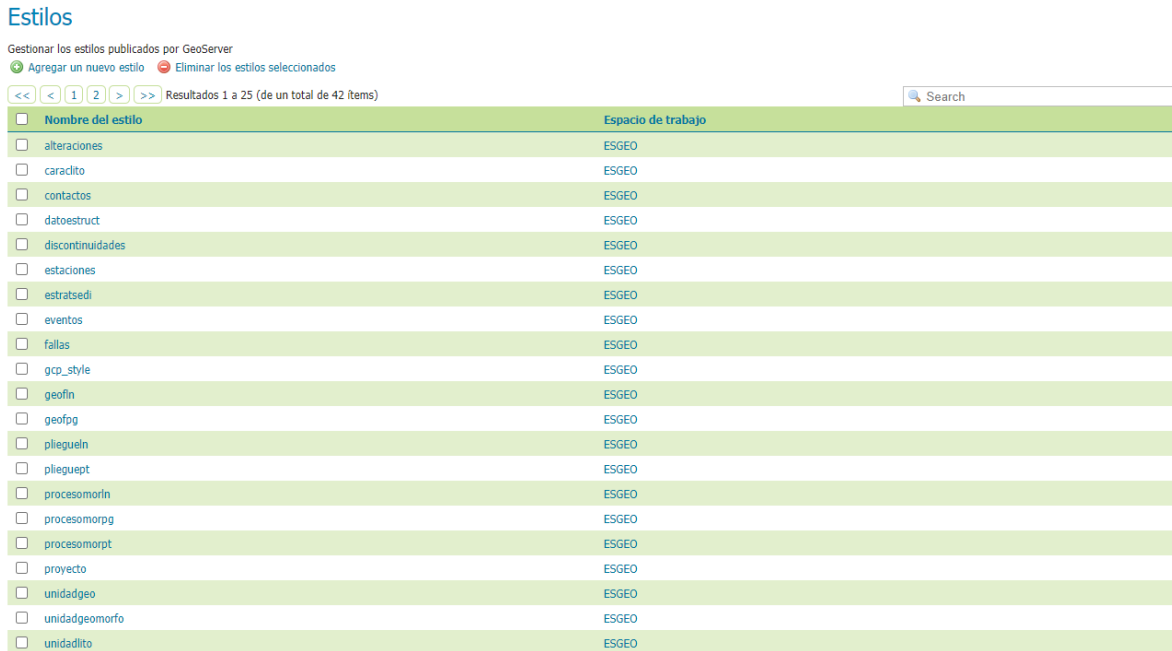 Estilos
Gestionar los estilos publicados por GeoServer
Agregar un nuevo estilo Eliminar los estilos seleccionados
<< < 1 2 > >> Resultados 1 a 25 (de un total de 42 ítems) Search
Nombre del estilo Espacio de trabajo
alteraciones ESGEO
caraclito ESGEO
contactos ESGEO
datoestruct ESGEO
discontinuidades ESGEO
estaciones ESGEO
estratsedi ESGEO
eventos ESGEO
fallas ESGEO
gcp_style ESGEO
geofln ESGEO
geofpg ESGEO
pliegueln ESGEO
plieguept ESGEO
procesomorln ESGEO
procesomorpg ESGEO
procesomorpt ESGEO
proyecto ESGEO
unidadgeo ESGEO
unidadgeomorfo ESGEO
unidadlito ESGEO